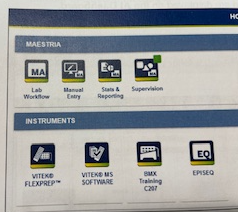 HO
MAESTRIA
MA
Lab Workflow
Manual Entry
Stats & Reporting
Supervision
INSTRUMENTS
VITEK® FLEXPREP™
VITEK® MS SOFTWARE
BMX Training C207
EQ
EPISEQ